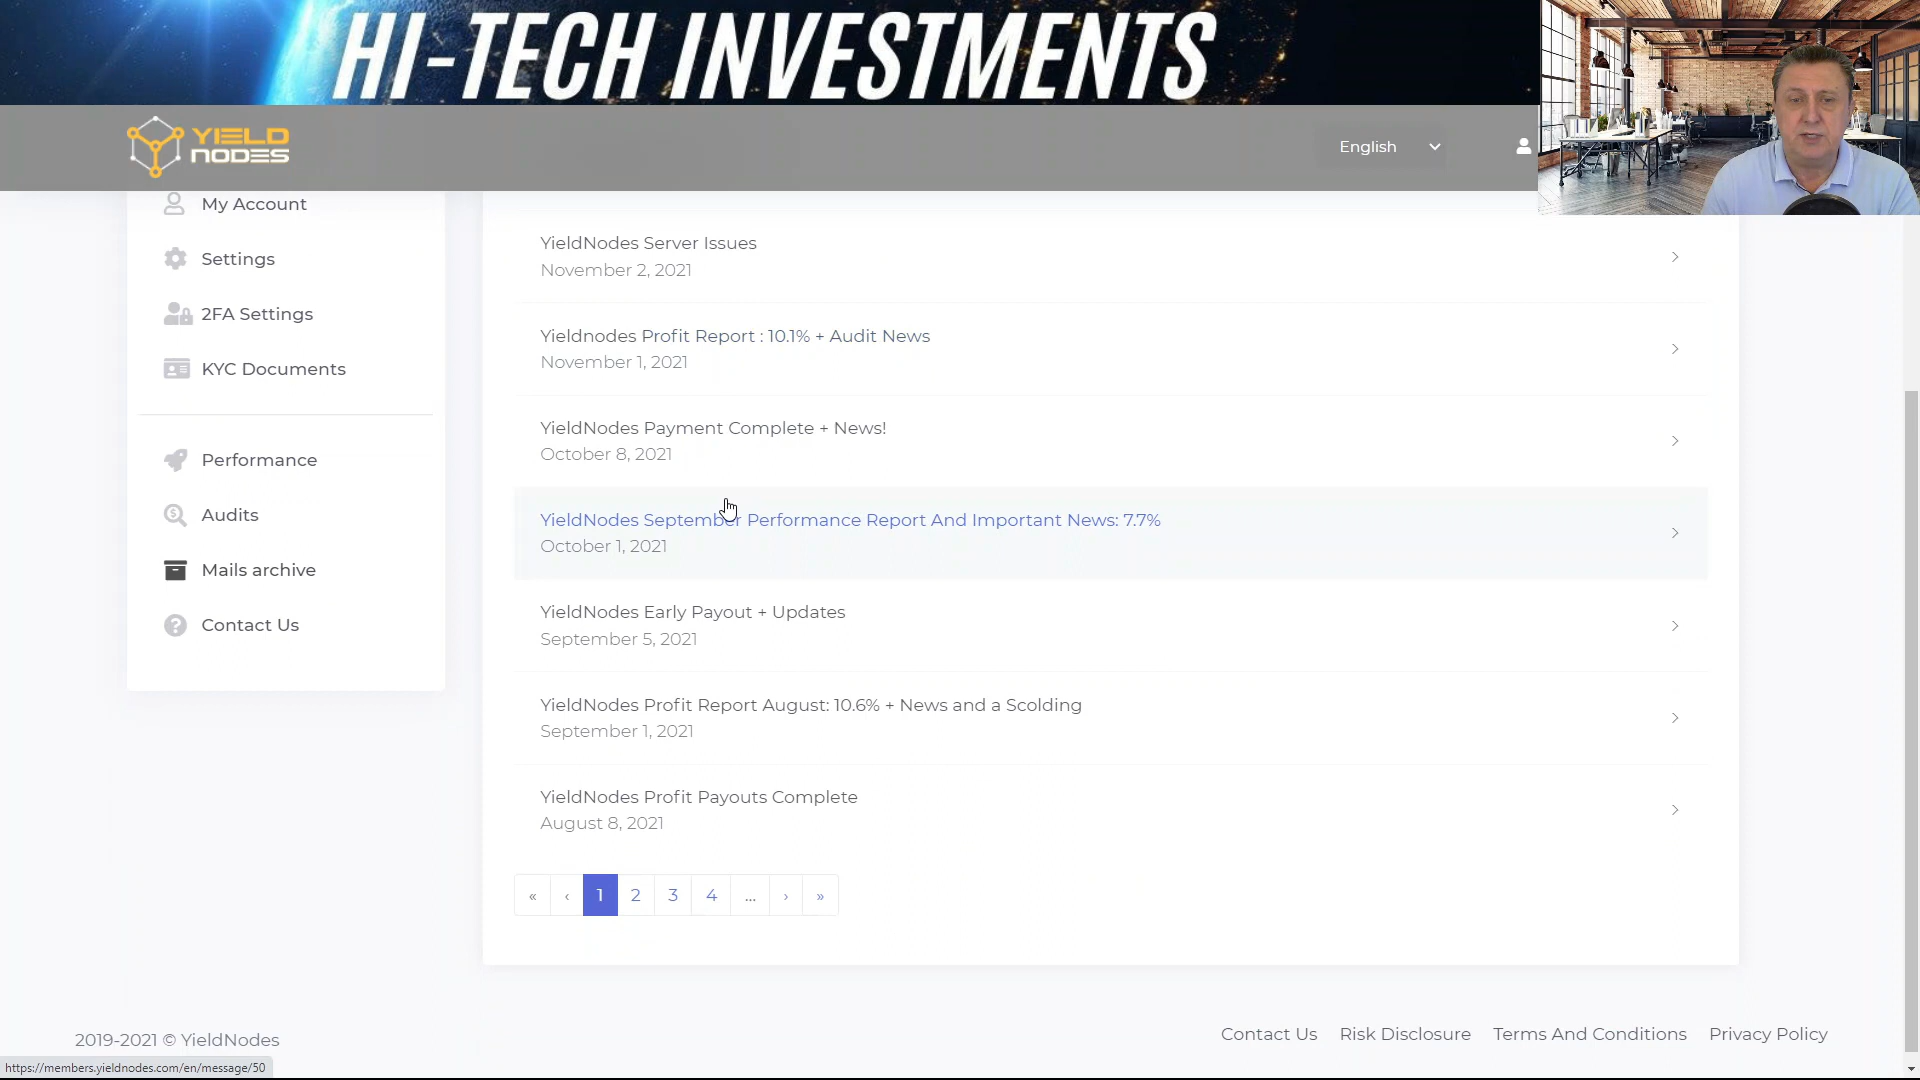 HI-TECH INVESTMENTS
YIELD
NODES
English
My Account
Settings
2FA Settings
KYC Documents
Performance
Audits
Mails archive
Contact Us
YieldNodes Server Issues
November 2, 2021
Yieldnodes Profit Report : 10.1% + Audit News
November 1, 2021
YieldNodes Payment Complete + News!
October 8, 2021
YieldNodes September Performance Report And Important News: 7.7%
October 1, 2021
YieldNodes Early Payout + Updates
September 5, 2021
YieldNodes Profit Report August: 10.6% + News and a Scolding
September 1, 2021
YieldNodes Profit Payouts Complete
August 8, 2021
« ‹ 1 2 3 4 ... › »
2019-2021 © YieldNodes
Contact Us Risk Disclosure Terms And Conditions Privacy Policy
https://members.yieldnodes.com/en/message/50